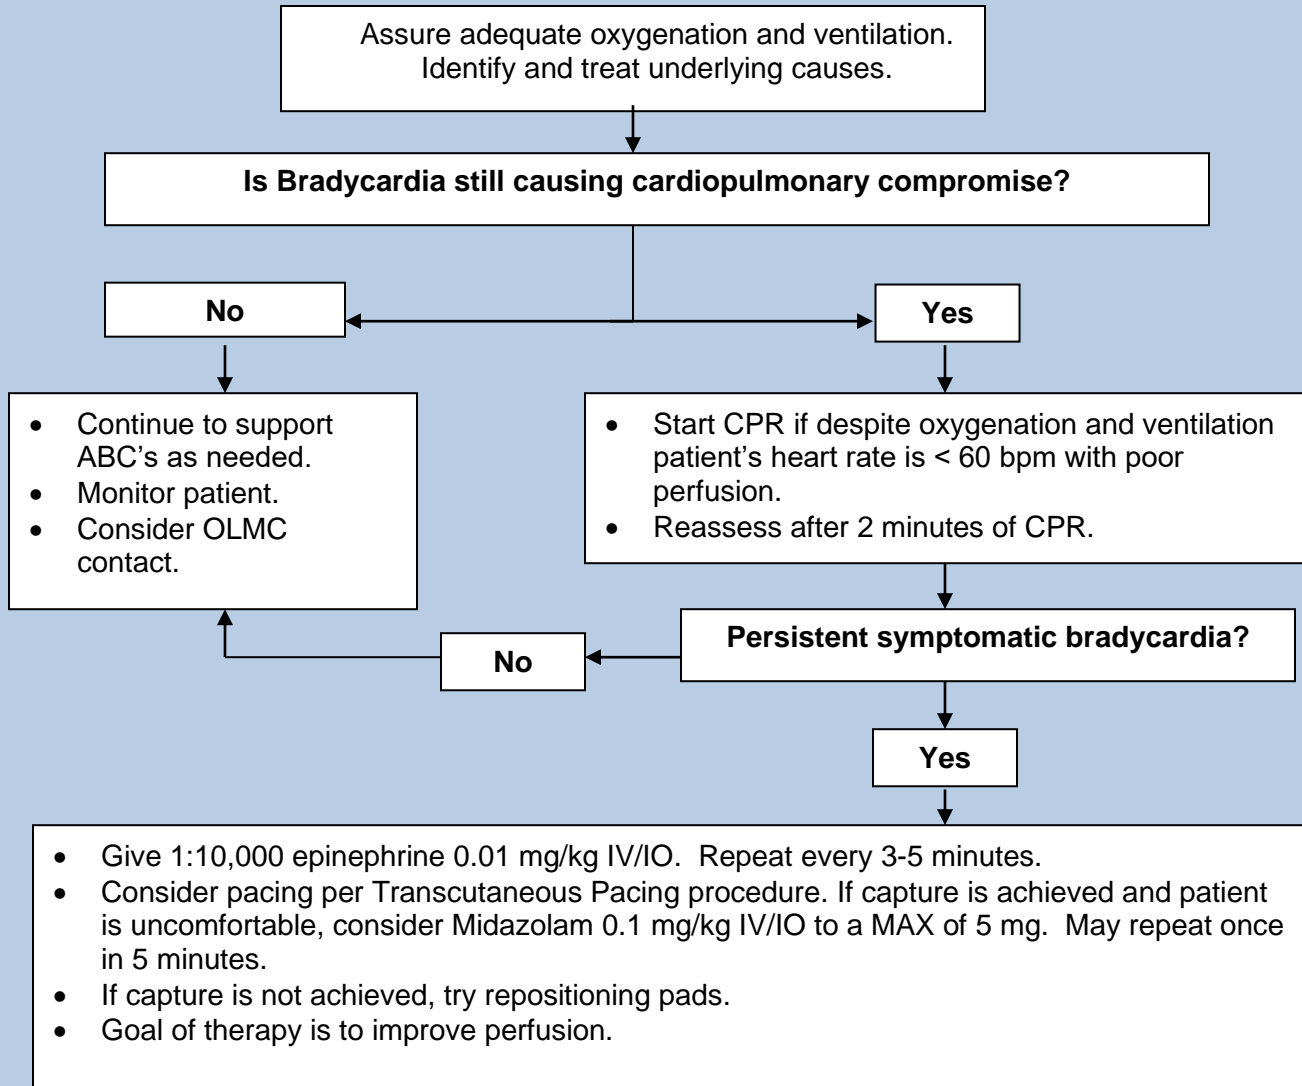 Assure adequate oxygenation and ventilation.
Identify and treat underlying causes.
Is Bradycardia still causing cardiopulmonary compromise?
No
Yes
• Continue to support
ABC's as needed.
• Monitor patient.
• Consider OLMC
contact.
• Start CPR if despite oxygenation and ventilation
patient's heart rate is < 60 bpm with poor
perfusion.
• Reassess after 2 minutes of CPR.
Persistent symptomatic bradycardia?
No
Yes
• Give 1:10,000 epinephrine 0.01 mg/kg IV/IO.  Repeat every 3-5 minutes.
• Consider pacing per Transcutaneous Pacing procedure. If capture is achieved and patient
is uncomfortable, consider Midazolam 0.1 mg/kg IV/IO to a MAX of 5 mg.  May repeat once
in 5 minutes.
• If capture is not achieved, try repositioning pads.
• Goal of therapy is to improve perfusion.